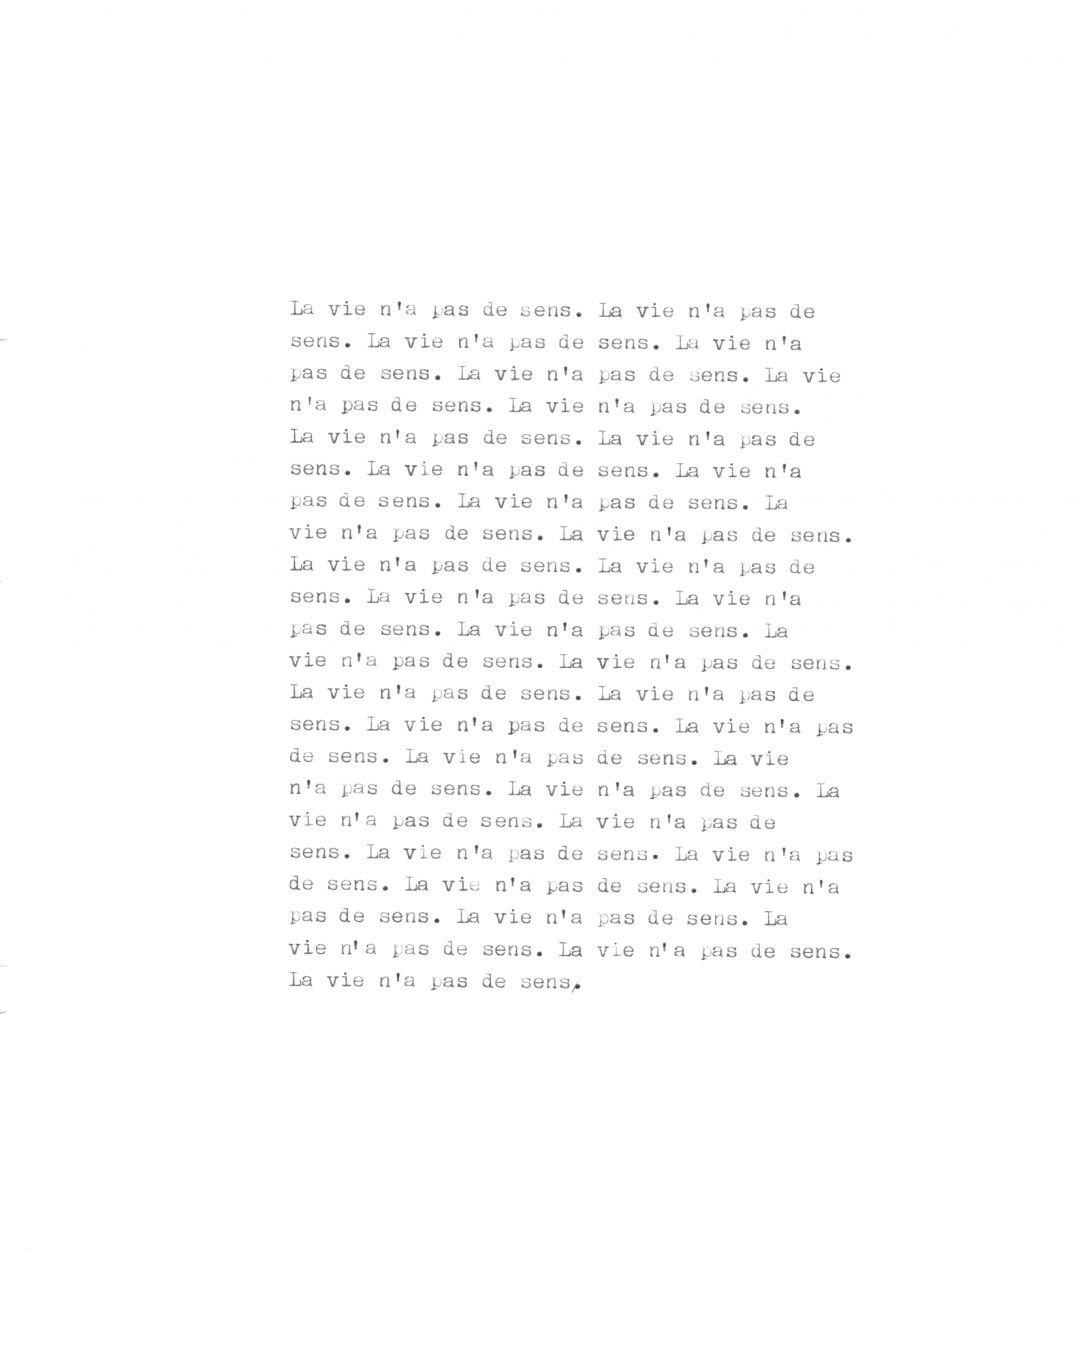 La vie n'a pas de sens. La vie n'a pas de
sens. La vie n'a pas de sens. La vie n'a
pas de sens. La vie n'a pas de sens. La vie
n'a pas de sens. La vie n'a pas de sens.
La vie n'a pas de sens. La vie n'a pas de
sens. La vie n'a pas de sens. La vie n'a
pas de sens. La vie n'a pas de sens. La
vie n'a pas de sens. La vie n'a pas de sens.
La vie n'a pas de sens. La vie n'a pas de
sens. La vie n'a pas de sens. La vie n'a
pas de sens. La vie n'a pas de sens. La
vie n'a pas de sens. La vie n'a pas de sens.
La vie n'a pas de sens. La vie n'a pas de
sens. La vie n'a pas de sens. La vie n'a pas
de sens. La vie n'a pas de sens. La vie
n'a pas de sens. La vie n'a pas de sens. La
vie n'a pas de sens. La vie n'a pas de
sens. La vie n'a pas de sens. La vie n'a pas
de sens. La vie n'a pas de sens. La vie n'a
pas de sens. La vie n'a pas de sens. La
vie n'a pas de sens. La vie n'a pas de sens.
La vie n'a pas de sens.